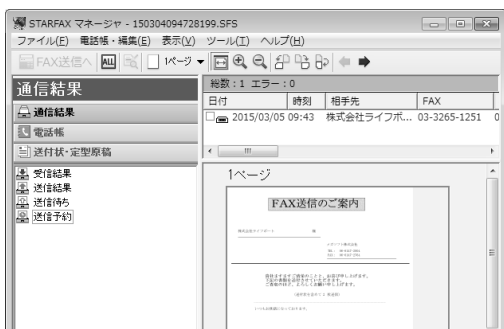 STARFAX マネージャ - 150304094728199.SFS
ファイル(F) 電話帳・編集(E) 表示(V) ツール(T) ヘルプ(H)
FAX送信へ ALL 1ページ
通信結果
通信結果
電話帳
送付状・定型原稿
受信結果
送信結果
送信待ち
送信予約
総数：1 エラー：0
日付 時刻 相手先 FAX
2015/03/05 09:43 株式会社ライフボ... 03-3265-1251 0
1ページ
FAX送信のご案内